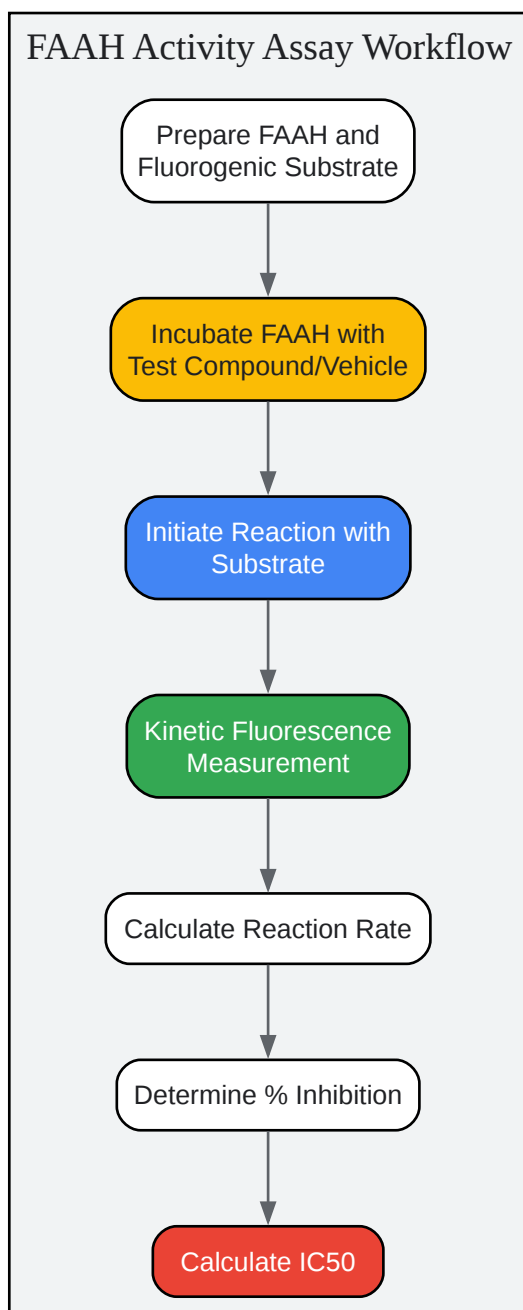 FAAH Activity Assay Workflow
Prepare FAAH and
Fluorogenic Substrate
Incubate FAAH with
Test Compound/Vehicle
Initiate Reaction with
Substrate
Kinetic Fluorescence
Measurement
Calculate Reaction Rate
Determine % Inhibition
Calculate IC50